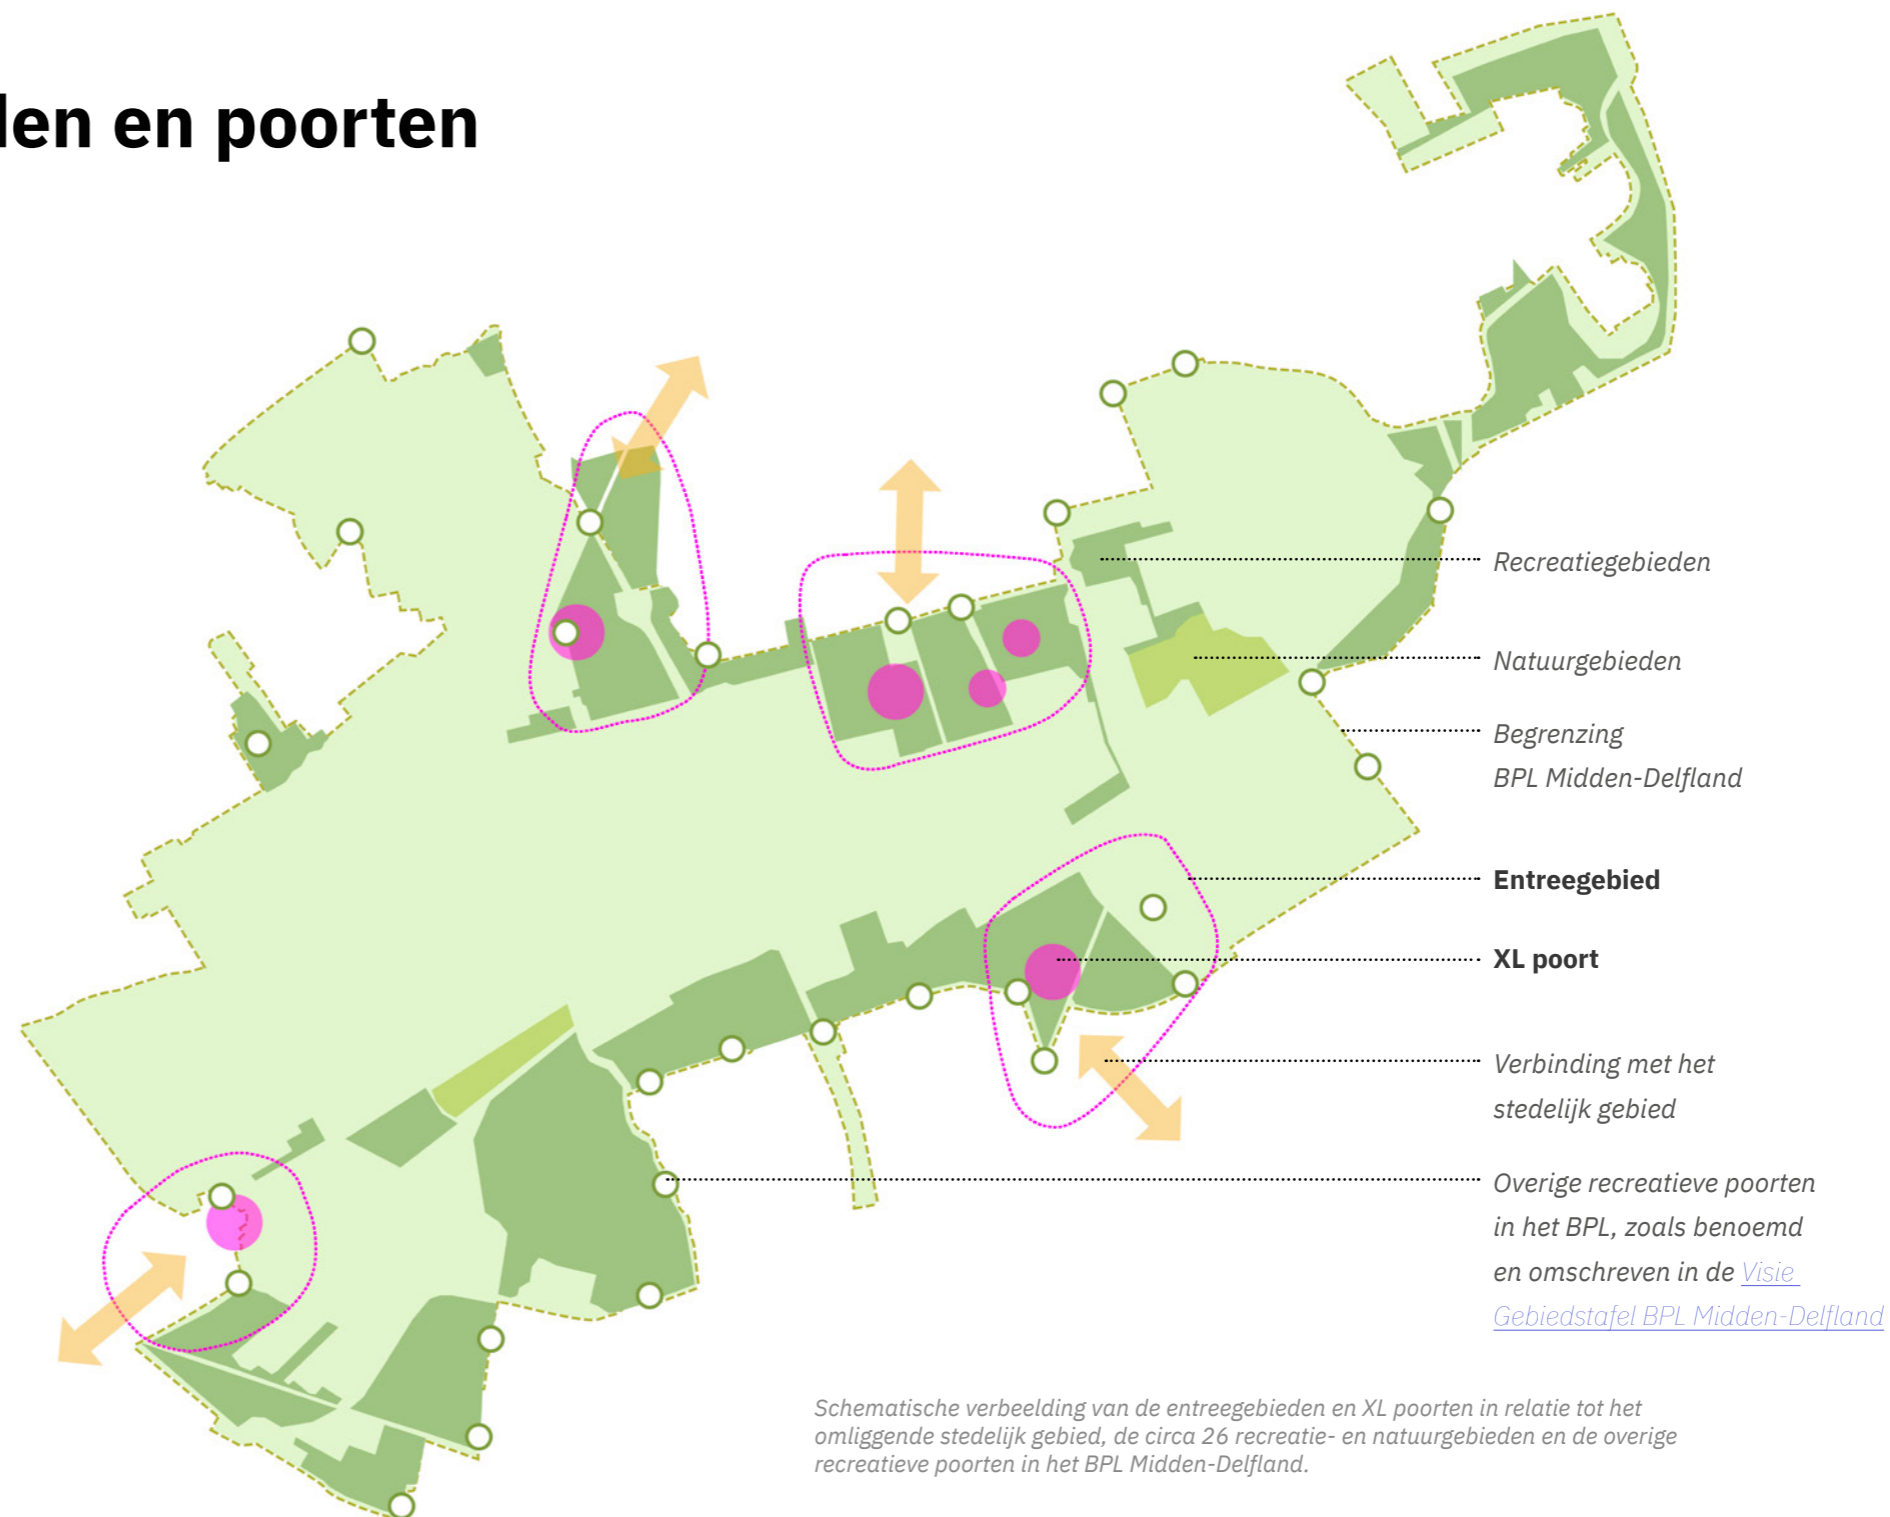 den en poorten
Recreatiegebieden
Natuurgebieden
Begrenzing
BPL Midden-Delfland
Entreegebied
XL poort
Verbinding met het
stedelijk gebied
Overige recreatieve poorten
in het BPL, zoals benoemd
en omschreven in de Visie
Gebiedstafel BPL Midden-Delfland
Schematische verbeelding van de entreegebieden en XL poorten in relatie tot het
omliggende stedelijk gebied, de circa 26 recreatie- en natuurgebieden en de overige
recreatieve poorten in het BPL Midden-Delfland.